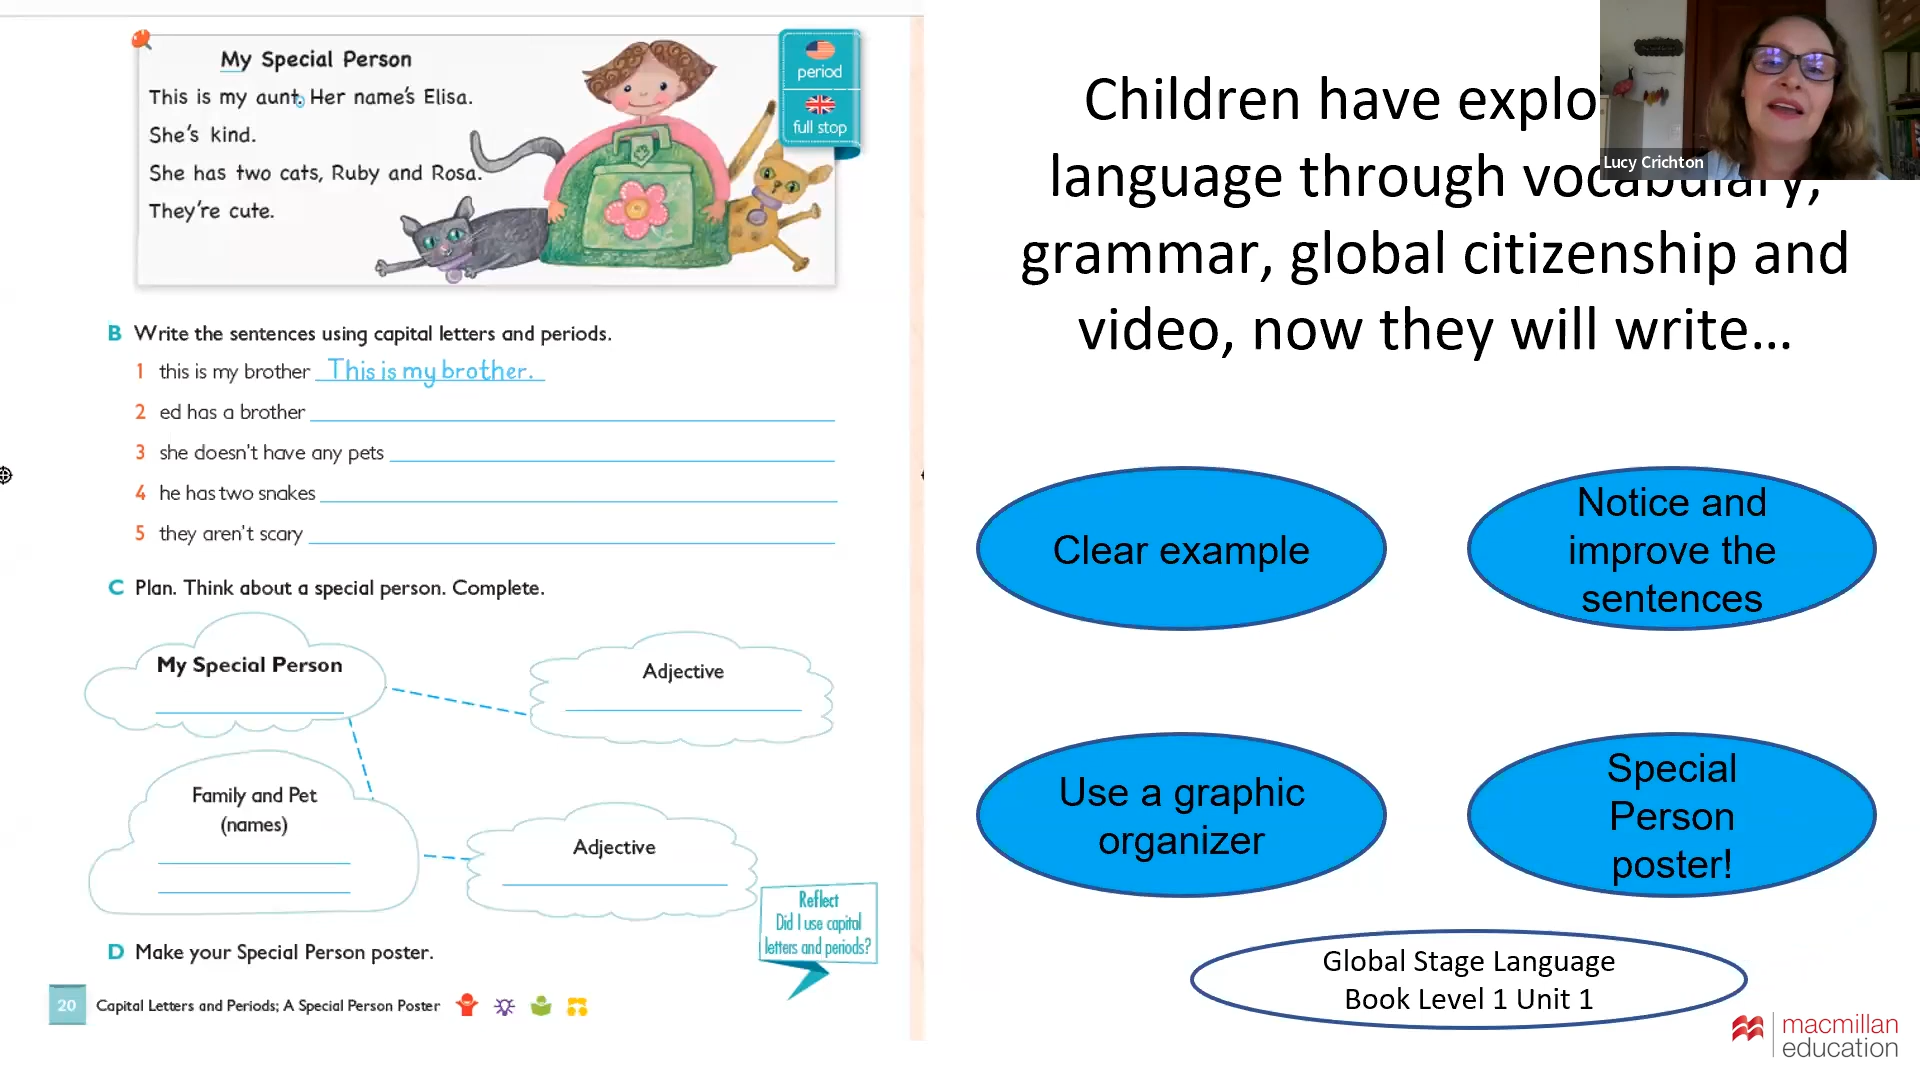 My Special Person
This is my aunt. Her name's Elisa.
She's kind.
She has two cats, Ruby and Rosa.
They're cute.
period
full stop
B Write the sentences using capital letters and periods.
1 this is my brother This is my brother.
2 ed has a brother
3 she doesn't have any pets
4 he has two snakes
5 they aren't scary
C Plan. Think about a special person. Complete.
My Special Person
Adjective
Family and Pet
(names)
Adjective
Reflect
Did I use capital
letters and periods?
D Make your Special Person poster.
20 Capital Letters and Periods; A Special Person Poster
Children have explo
language through vocabulary,
grammar, global citizenship and
video, now they will write...
Lucy Crichton
Clear example
Notice and
improve the
sentences
Use a graphic
organizer
Special
Person
poster!
Global Stage Language
Book Level 1 Unit 1
macmillan
education